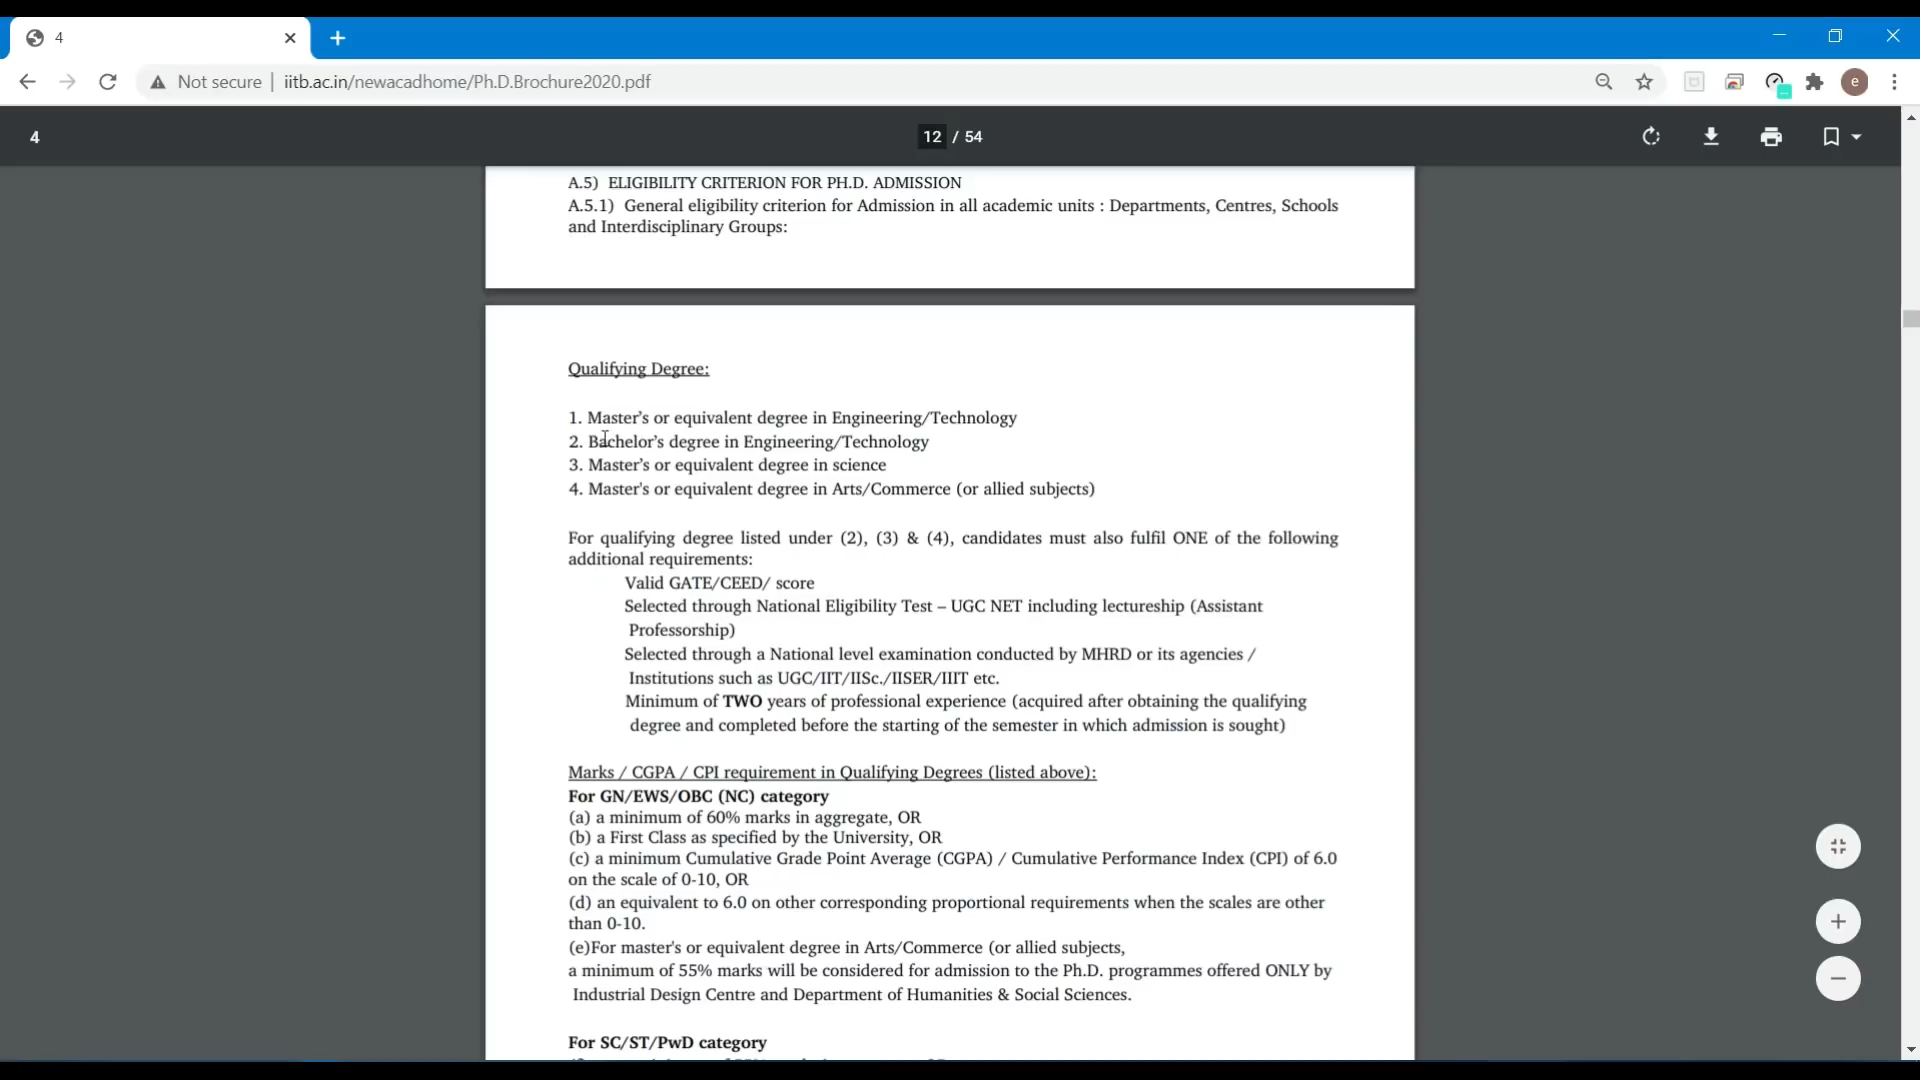 4
Not secure | iitb.ac.in/newacadhome/Ph.D.Brochure2020.pdf
e
4
12 / 54
A.5) ELIGIBILITY CRITERION FOR PH.D. ADMISSION
A.5.1) General eligibility criterion for Admission in all academic units : Departments, Centres, Schools
and Interdisciplinary Groups:
Qualifying Degree:
1. Master's or equivalent degree in Engineering/Technology
2. Bachelor's degree in Engineering/Technology
3. Master's or equivalent degree in science
4. Master's or equivalent degree in Arts/Commerce (or allied subjects)
For qualifying degree listed under (2), (3) & (4), candidates must also fulfil ONE of the following
additional requirements:
Valid GATE/CEED/ score
Selected through National Eligibility Test – UGC NET including lectureship (Assistant
Professorship)
Selected through a National level examination conducted by MHRD or its agencies /
Institutions such as UGC/IIT/IISc./IISER/IIIT etc.
Minimum of TWO years of professional experience (acquired after obtaining the qualifying
degree and completed before the starting of the semester in which admission is sought)
Marks / CGPA / CPI requirement in Qualifying Degrees (listed above):
For GN/EWS/OBC (NC) category
(a) a minimum of 60% marks in aggregate, OR
(b) a First Class as specified by the University, OR
(c) a minimum Cumulative Grade Point Average (CGPA) / Cumulative Performance Index (CPI) of 6.0
on the scale of 0-10, OR
(d) an equivalent to 6.0 on other corresponding proportional requirements when the scales are other
than 0-10.
(e)For master's or equivalent degree in Arts/Commerce (or allied subjects,
a minimum of 55% marks will be considered for admission to the Ph.D. programmes offered ONLY by
Industrial Design Centre and Department of Humanities & Social Sciences.
For SC/ST/PwD category